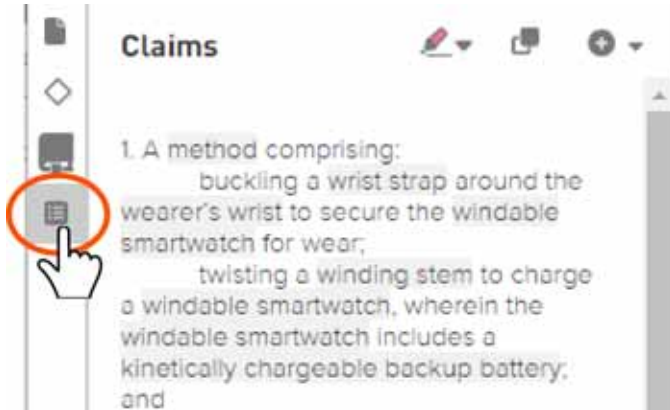 Claims
1. A method comprising:
buckling a wrist strap around the
wearer's wrist to secure the windable
smartwatch for wear;
twisting a winding stem to charge
a windable smartwatch, wherein the
windable smartwatch includes a
kinetically chargeable backup battery;
and